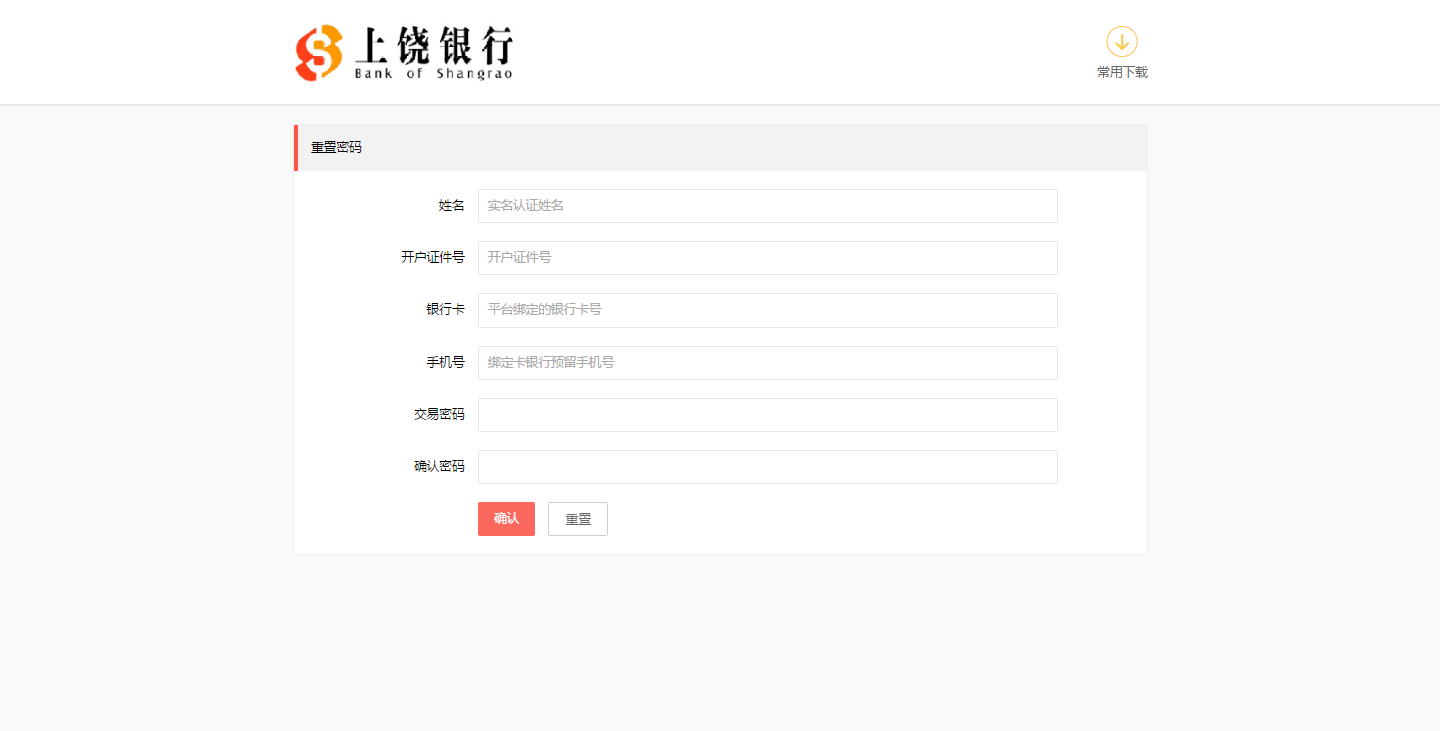 上饶银行
Bank of Shangrao
常用下载
重置密码
姓名 实名认证姓名
开户证件号 开户证件号
银行卡 平台绑定的银行卡号
手机号 绑定卡银行预留手机号
交易密码
确认密码
确认 重置